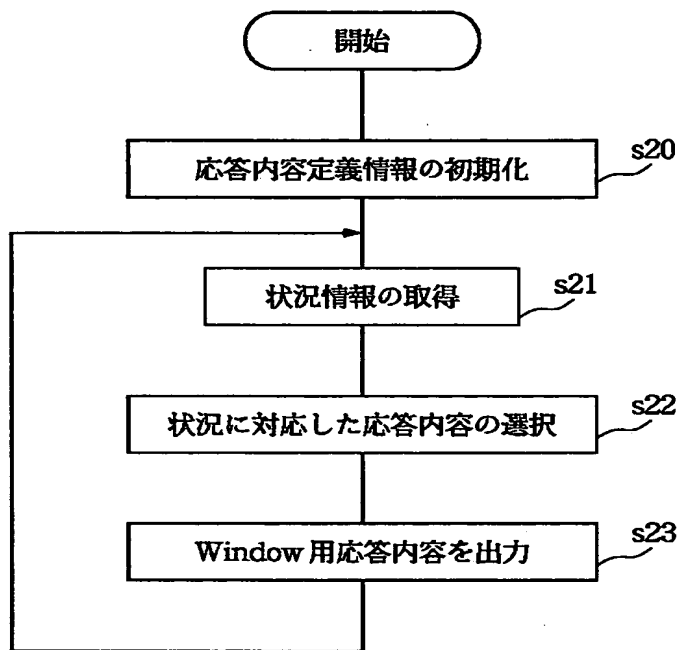 開始
応答内容定義情報の初期化
s20
状況情報の取得
s21
状況に対応した応答内容の選択
s22
Window用応答内容を出力
s23